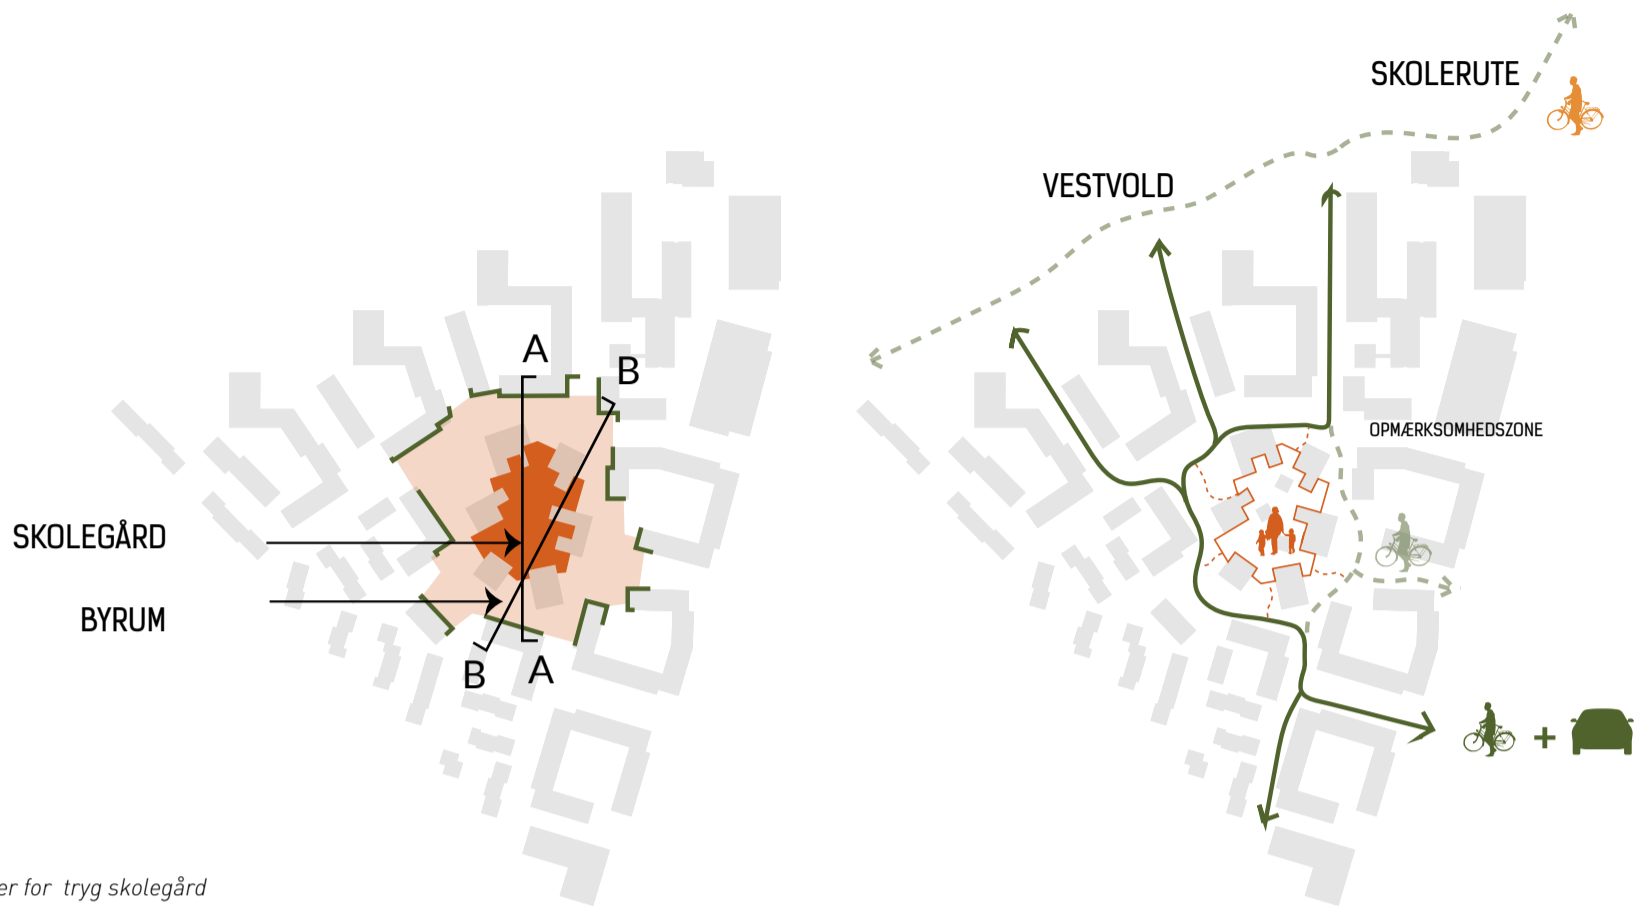 SKOLERUTE
VESTVOLD
A
B
OPMÆRKSOMHEDSZONE
SKOLEGÅRD
BYRUM
B
A
+
er for tryg skolegård